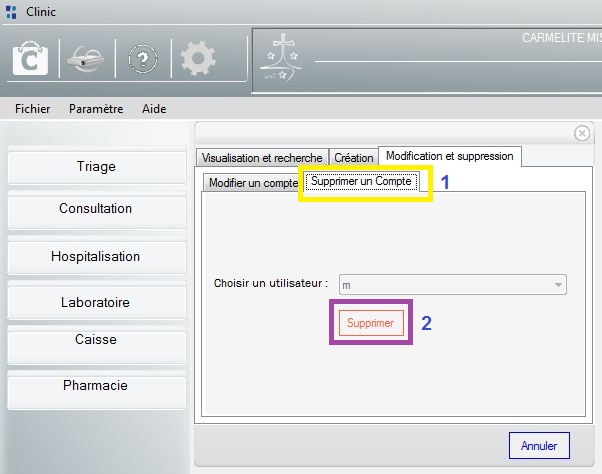 Clinic
CARMELITE MIS
C
?
Fichier Paramètre Aide
Triage
Consultation
Hospitalisation
Laboratoire
Caisse
Pharmacie
Visualisation et recherche Création Modification et suppression
Modifier un compte Supprimer un Compte 1
Choisir un utilisateur : m
Supprimer 2
Annuler